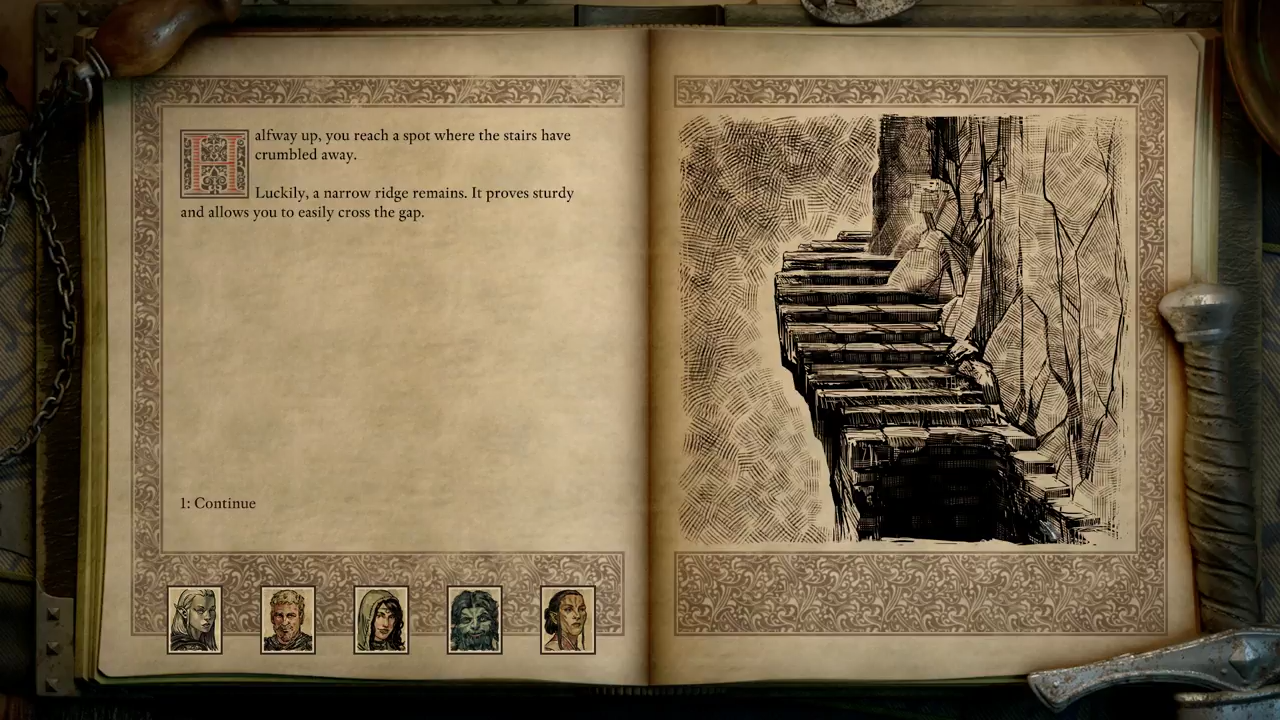 Halfway up, you reach a spot where the stairs have
crumbled away.
Luckily, a narrow ridge remains. It proves sturdy
and allows you to easily cross the gap.
1: Continue